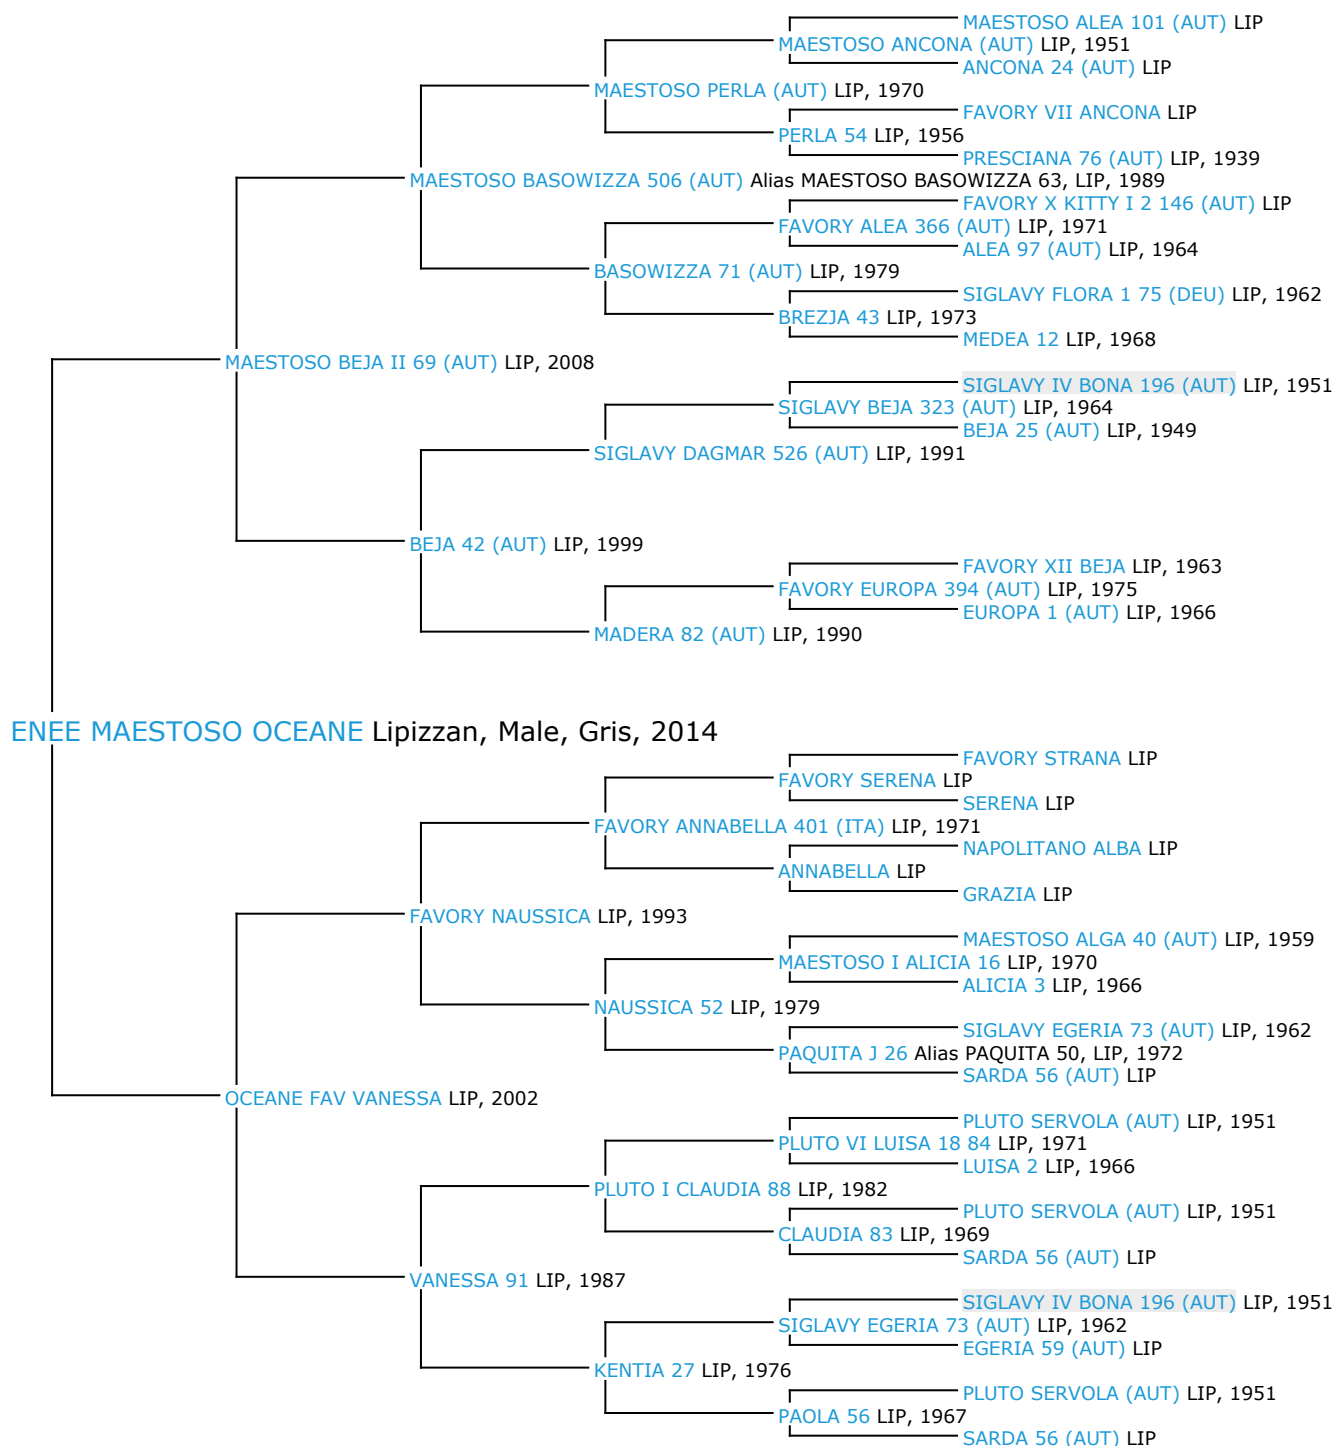 MAESTOSO ALEA 101 (AUT) LIP
MAESTOSO ANCONA (AUT) LIP, 1951
ANCONA 24 (AUT) LIP
MAESTOSO PERLA (AUT) LIP, 1970
FAVORY VII ANCONA LIP
PERLA 54 LIP, 1956
PRESCIANA 76 (AUT) LIP, 1939
MAESTOSO BASOWIZZA 506 (AUT) Alias MAESTOSO BASOWIZZA 63, LIP, 1989
FAVORY X KITTY I 2 146 (AUT) LIP
FAVORY ALEA 366 (AUT) LIP, 1971
ALEA 97 (AUT) LIP, 1964
BASOWIZZA 71 (AUT) LIP, 1979
SIGLAVY FLORA 1 75 (DEU) LIP, 1962
BREZJA 43 LIP, 1973
MEDEA 12 LIP, 1968
MAESTOSO BEJA II 69 (AUT) LIP, 2008
SIGLAVY IV BONA 196 (AUT) LIP, 1951
SIGLAVY BEJA 323 (AUT) LIP, 1964
BEJA 25 (AUT) LIP, 1949
SIGLAVY DAGMAR 526 (AUT) LIP, 1991
BEJA 42 (AUT) LIP, 1999
FAVORY XII BEJA LIP, 1963
FAVORY EUROPA 394 (AUT) LIP, 1975
EUROPA 1 (AUT) LIP, 1966
MADERA 82 (AUT) LIP, 1990
ENEE MAESTOSO OCEANE Lipizzan, Male, Gris, 2014
FAVORY STRANA LIP
FAVORY SERENA LIP
SERENA LIP
FAVORY ANNABELLA 401 (ITA) LIP, 1971
NAPOLITANO ALBA LIP
ANNABELLA LIP
GRAZIA LIP
FAVORY NAUSSICA LIP, 1993
MAESTOSO ALGA 40 (AUT) LIP, 1959
MAESTOSO I ALICIA 16 LIP, 1970
ALICIA 3 LIP, 1966
NAUSSICA 52 LIP, 1979
SIGLAVY EGERIA 73 (AUT) LIP, 1962
PAQUITA J 26 Alias PAQUITA 50, LIP, 1972
SARDA 56 (AUT) LIP
OCEANE FAV VANESSA LIP, 2002
PLUTO SERVOLA (AUT) LIP, 1951
PLUTO VI LUISA 18 84 LIP, 1971
LUISA 2 LIP, 1966
PLUTO I CLAUDIA 88 LIP, 1982
PLUTO SERVOLA (AUT) LIP, 1951
CLAUDIA 83 LIP, 1969
SARDA 56 (AUT) LIP
VANESSA 91 LIP, 1987
SIGLAVY IV BONA 196 (AUT) LIP, 1951
SIGLAVY EGERIA 73 (AUT) LIP, 1962
EGERIA 59 (AUT) LIP
KENTIA 27 LIP, 1976
PLUTO SERVOLA (AUT) LIP, 1951
PAOLA 56 LIP, 1967
SARDA 56 (AUT) LIP